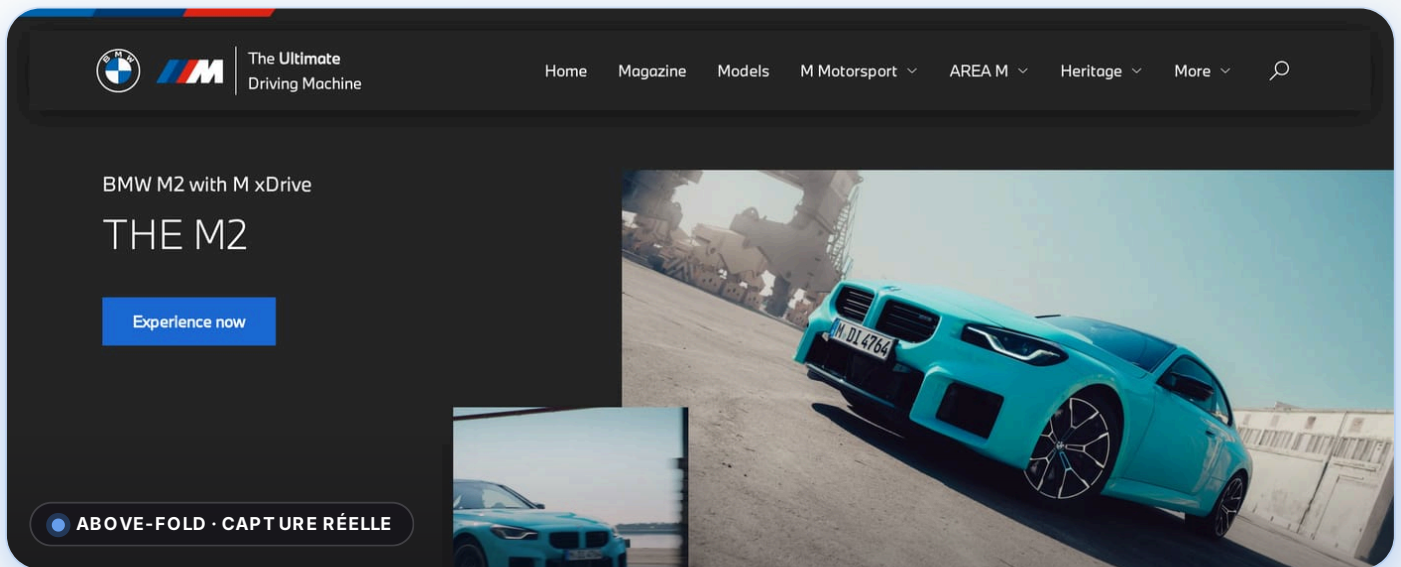 BMW
M
The Ultimate
Driving Machine
Home
Magazine
Models
M Motorsport
AREA M
Heritage
More
BMW M2 with M xDrive
THE M2
Experience now
M DI 4764
ABOVE-FOLD · CAPTURE RÉELLE